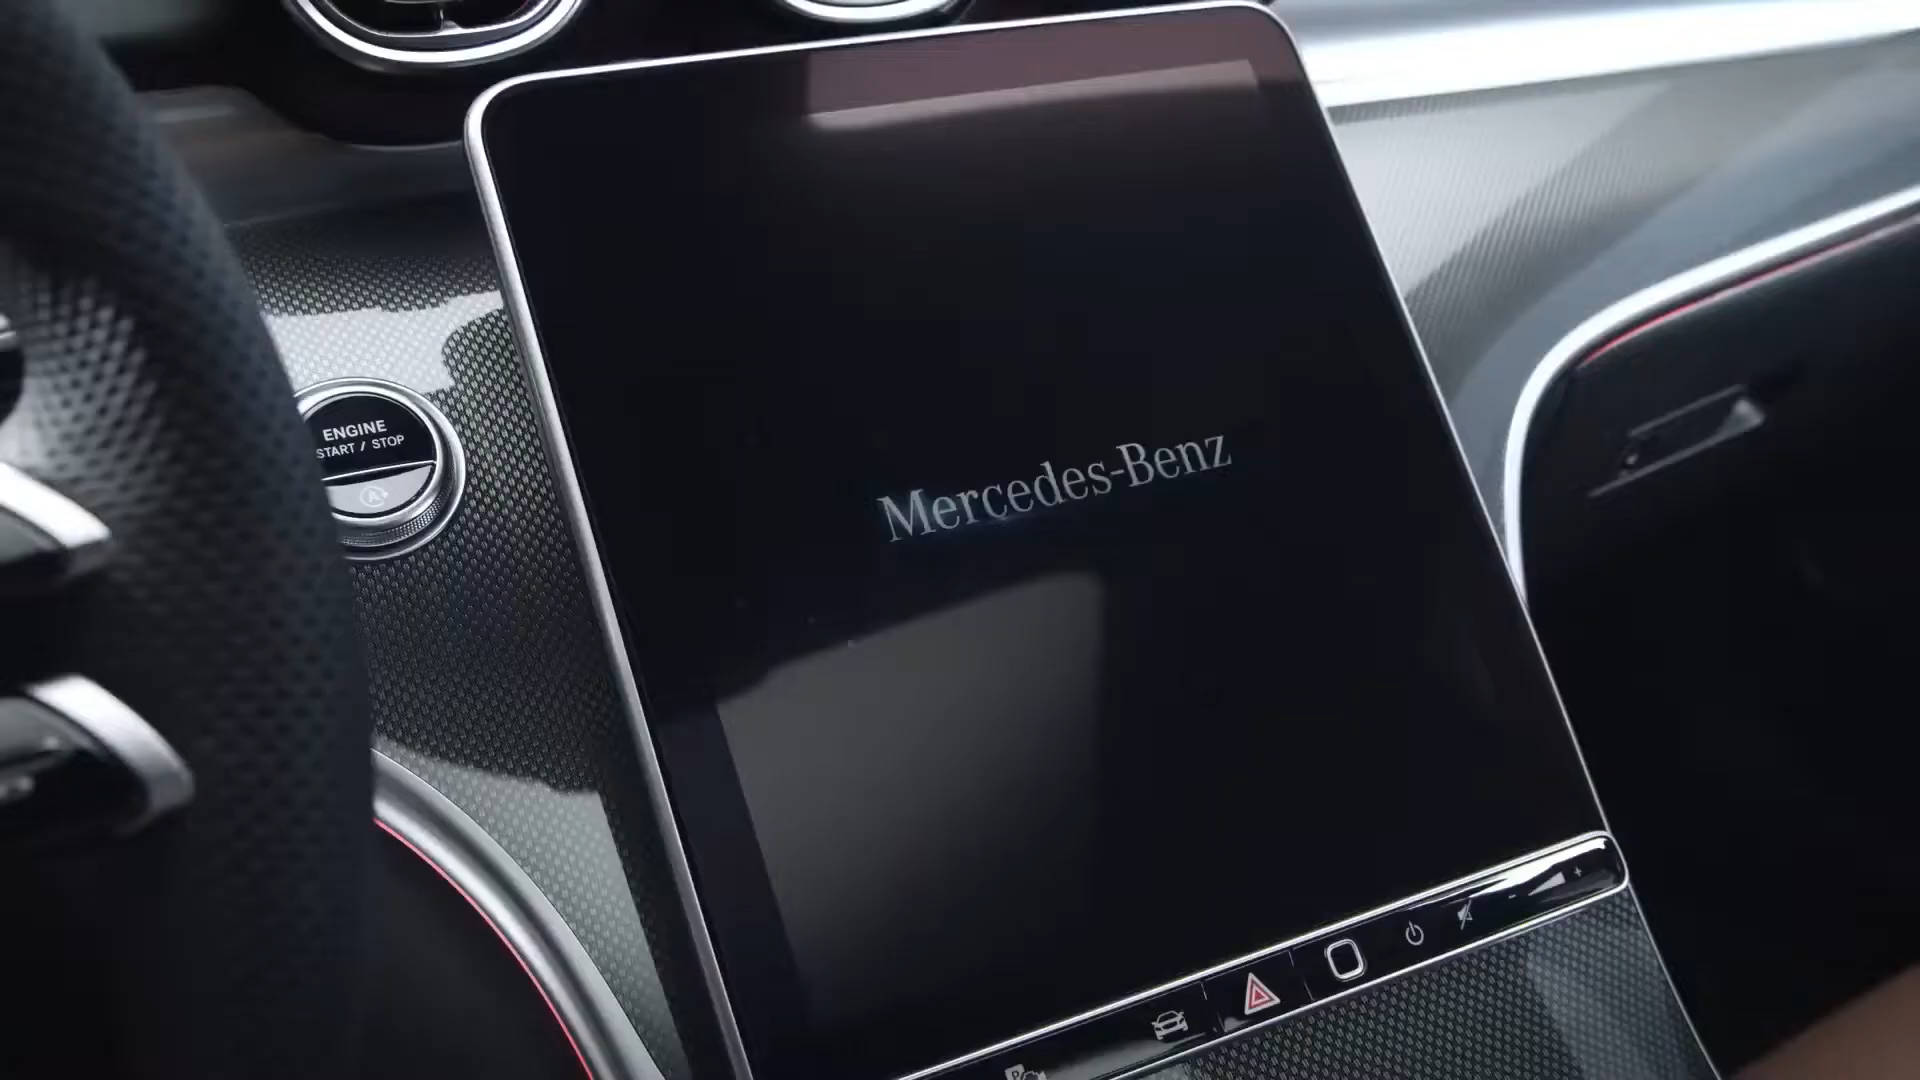 ENGINE
START / STOP
A
Mercedes-Benz
- +
P